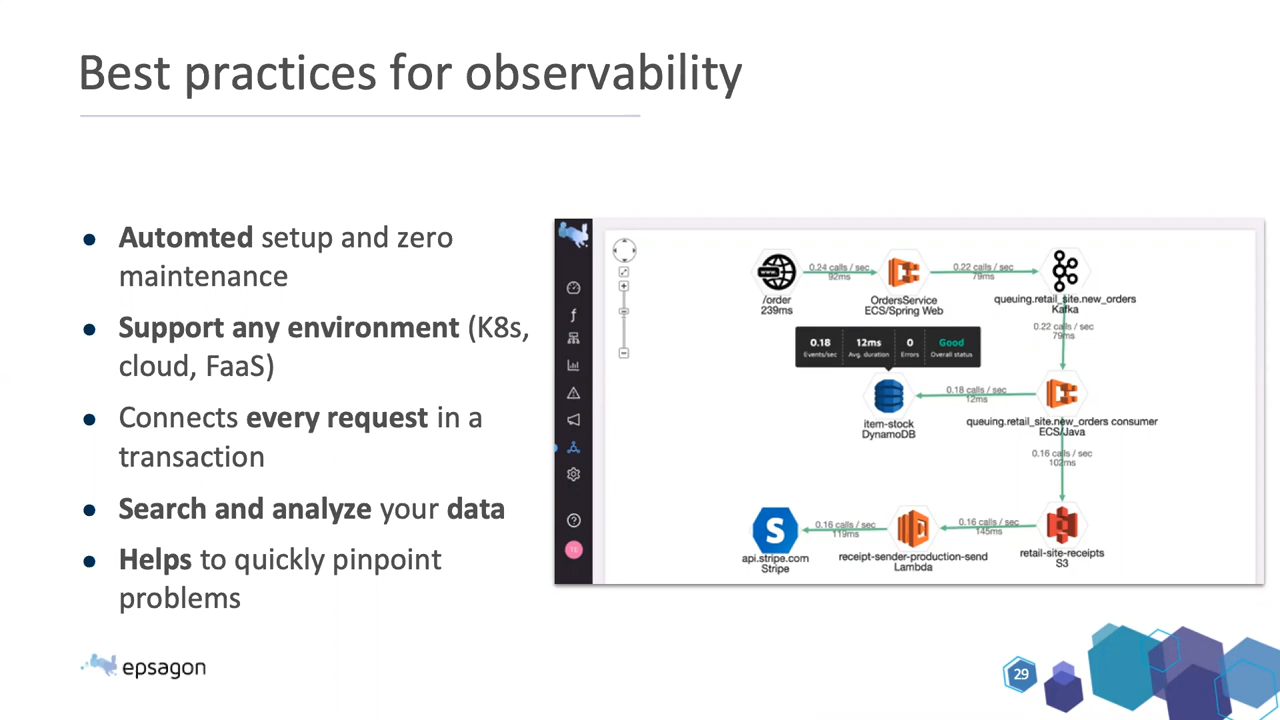 Best practices for observability
● Automted setup and zero
maintenance
● Support any environment (K8s,
cloud, FaaS)
● Connects every request in a
transaction
● Search and analyze your data
● Helps to quickly pinpoint
problems
www
/order
239ms
0.24 calls / sec
92ms
OrdersService
ECS/Spring Web
0.22 calls / sec
79ms
queuing.retail_site.new_orders
Kafka
0.22 calls / sec
79ms
0.18
Events/sec
12ms
Avg. duration
0
Errors
Good
Overall status
item-stock
DynamoDB
0.18 calls / sec
12ms
queuing.retail_site.new_orders consumer
ECS/Java
0.16 calls / sec
102ms
S
api.stripe.com
Stripe
0.16 calls / sec
119ms
receipt-sender-production-send
Lambda
0.16 calls / sec
145ms
retail-site-receipts
S3
epsagon
29